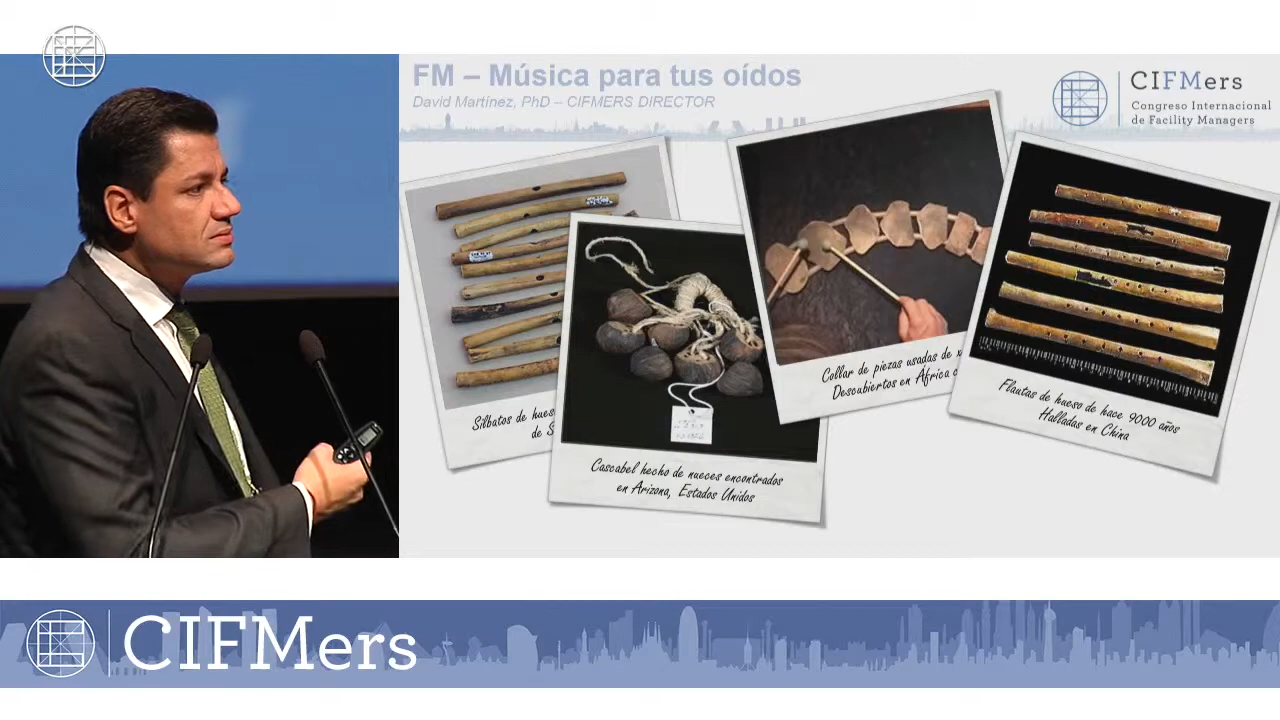 FM – Música para tus oídos
David Martínez, PhD – CIFMERS DIRECTOR
CIFMers
Congreso Internacional
de Facility Managers
Silbatos de
de
Cascabel hecho de nueces encontrados
en Arizona, Estados Unidos
Collar de piezas usadas de
Descubiertos en África
Flautas de hueso de hace 9000 años
Halladas en China
CIFMers